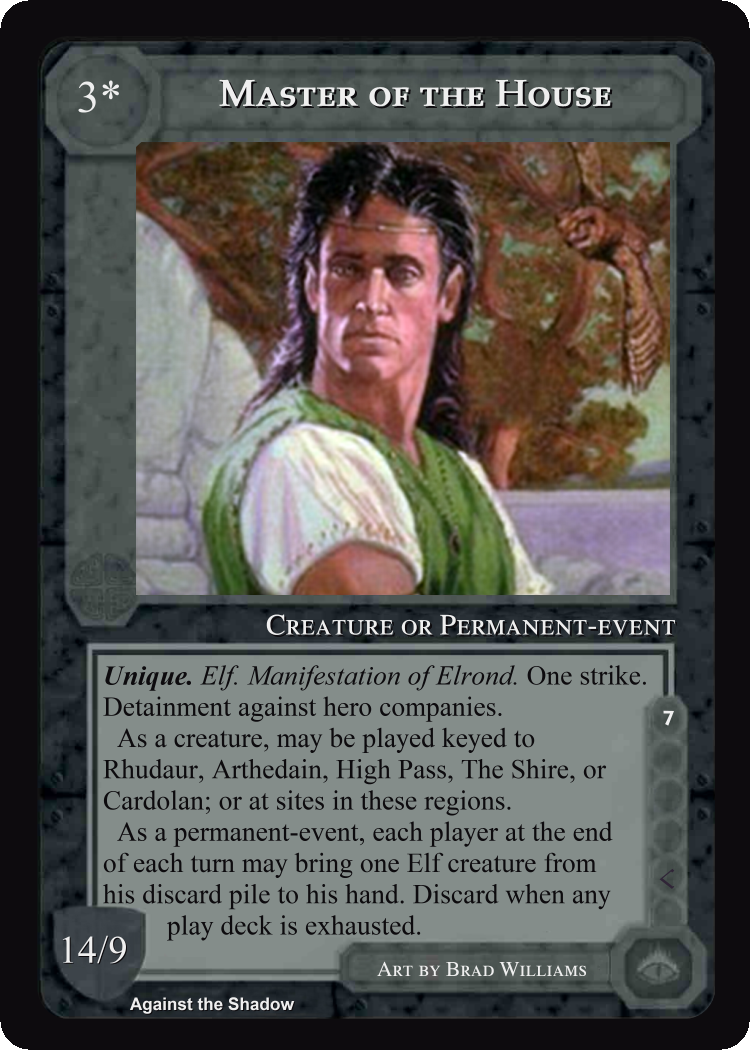 3*
Master of the House
Creature or Permanent-event
Unique. Elf. Manifestation of Elrond. One strike.
Detainment against hero companies.
As a creature, may be played keyed to
Rhudaur, Arthedain, High Pass, The Shire, or
Cardolan; or at sites in these regions.
As a permanent-event, each player at the end
of each turn may bring one Elf creature from
his discard pile to his hand. Discard when any
play deck is exhausted.
7
14/9
Art by Brad Williams
Against the Shadow